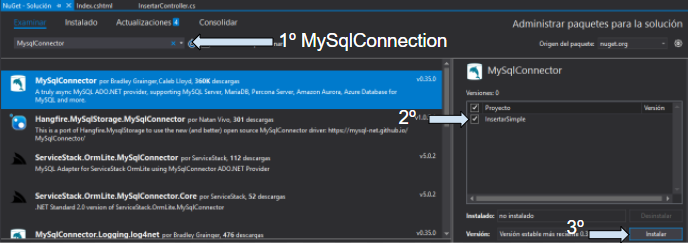 NuGet - Solución
Index.cshtml
InsertarController.cs
Examinar
Instalado
Actualizaciones 4
Consolidar
Administrar paquetes para la solución
MysqlConnector
1º MySqlConnection
Origen del paquete: nuget.org
MySqlConnector por Bradley Grainger,Caleb Lloyd, 360K descargas
v0.35.0
A truly async MySQL ADO.NET provider, supporting MySQL Server, MariaDB, Percona Server, Amazon Aurora, Azure Database for
MySQL and more.
Hangfire.MySqlStorage.MySqlConnector por Natan Vive, 301 descargas
This is a port of Hangfire.MysqlStorage to use the new (and better) open source MySqlConnector driver: https://mysql-net.github.io/
MySqlConnector/
ServiceStack.OrmLite.MySqlConnector por ServiceStack, 112 descargas
v5.0.2
MySQL Adapter for ServiceStack OrmLite using MySqlConnector ADO.NET Provider
ServiceStack.OrmLite.MySqlConnector.Core por ServiceStack, 52 descargas
v5.0.2
.NET Standard 2.0 version of ServiceStack.OrmLite.MySqlConnector
MySqlConnector.Logging.log4net por Bradley Grainger, 476 descargas
v0.35.0
MySqlConnector
Versiones: 0
Proyecto
Versión
2º
InsertarSimple
Instalado: no instalado
Desinstalar
3º
Versión: Versión estable más reciente 0.3
Instalar